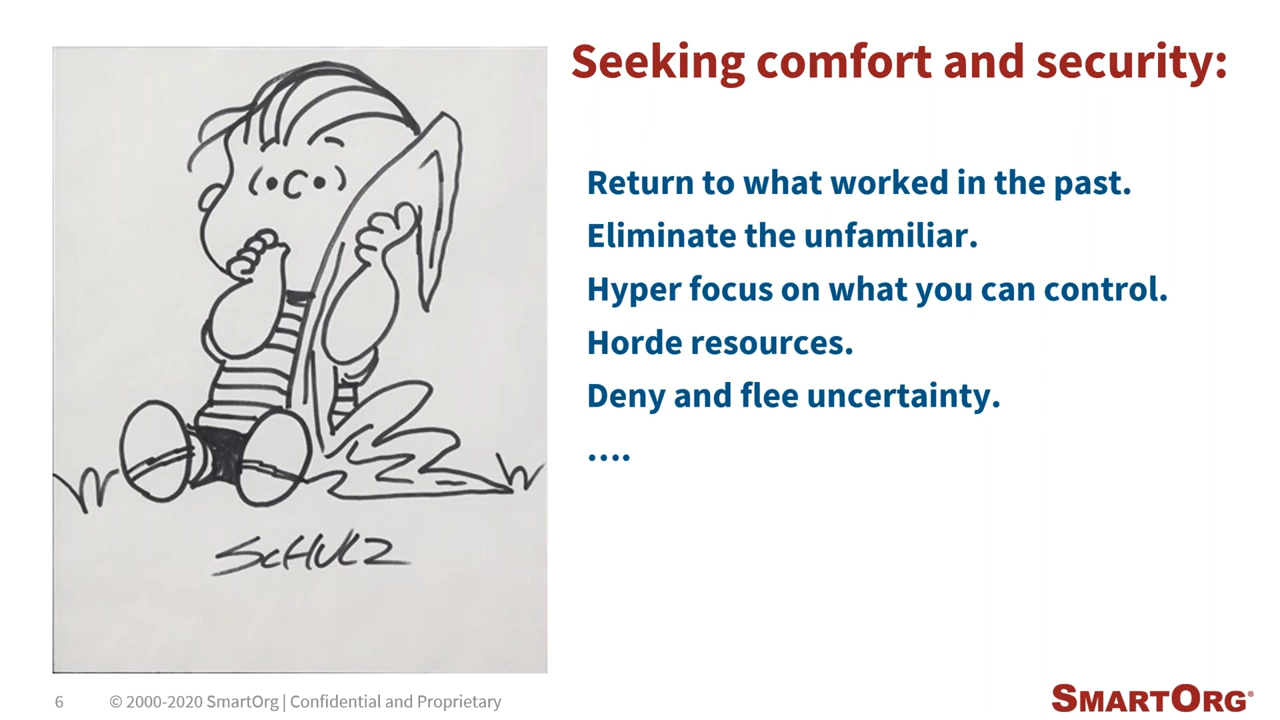 Seeking comfort and security:
Return to what worked in the past.
Eliminate the unfamiliar.
Hyper focus on what you can control.
Horde resources.
Deny and flee uncertainty.
....
SCHULZ
6 © 2000-2020 SmartOrg | Confidential and Proprietary
SMARTORG®